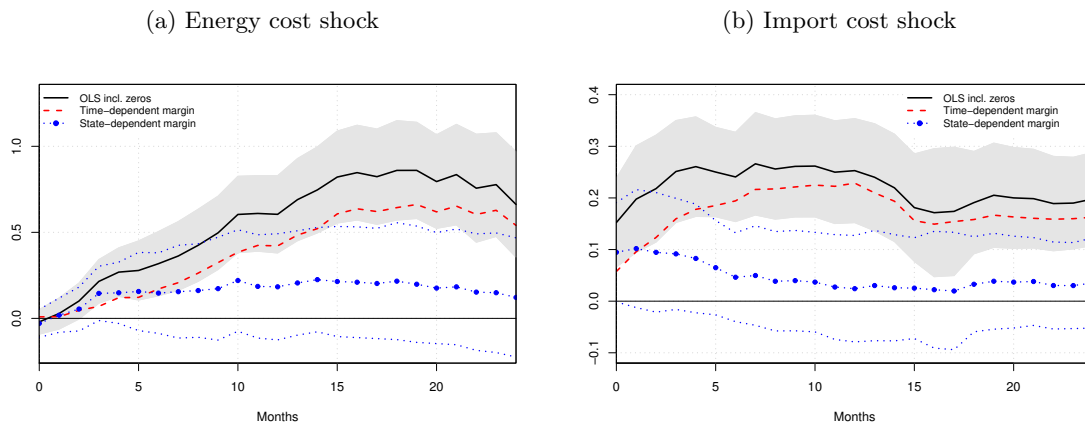 (a) Energy cost shock
OLS incl. zeros
Time−dependent margin
State−dependent margin
1.0
0.5
0.0
0 5 10 15 20
Months
(b) Import cost shock
OLS incl. zeros
Time−dependent margin
State−dependent margin
0.4
0.3
0.2
0.1
0.0
−0.1
0 5 10 15 20
Months